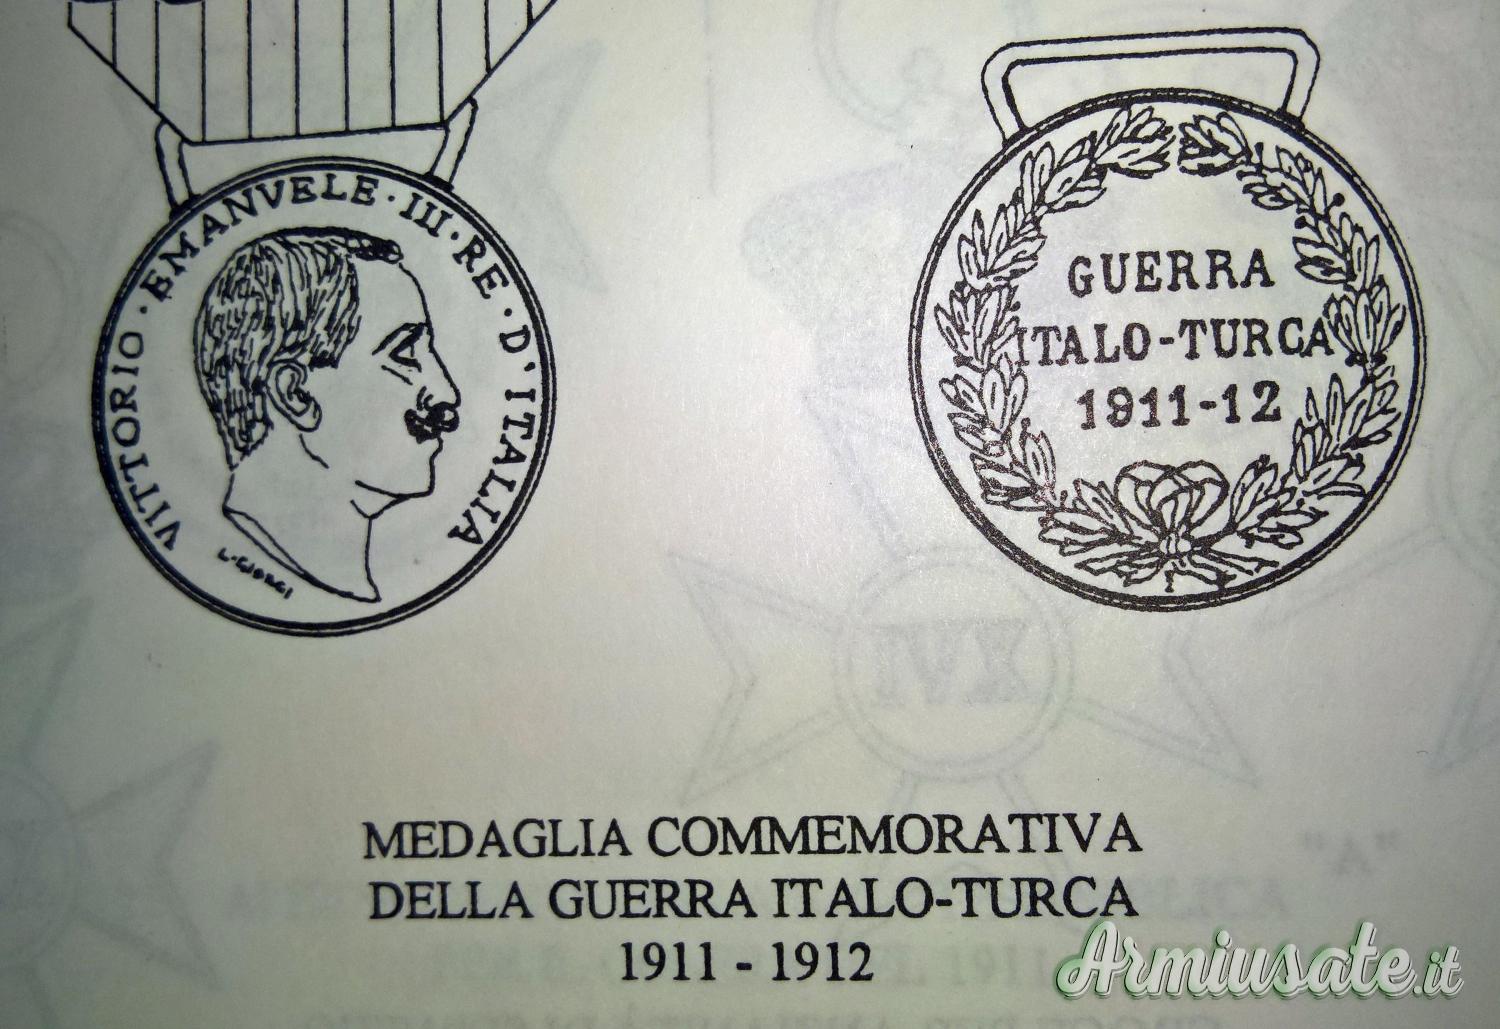 VITTORIO · EMANVELE · III · RE · D'ITALIA
L. GIORGI
GUERRA
ITALO-TURCA
1911-12
XVI
"A"
MEDAGLIA COMMEMORATIVA
DELLA GUERRA ITALO-TURCA
1911 - 1912
Armiusate.it